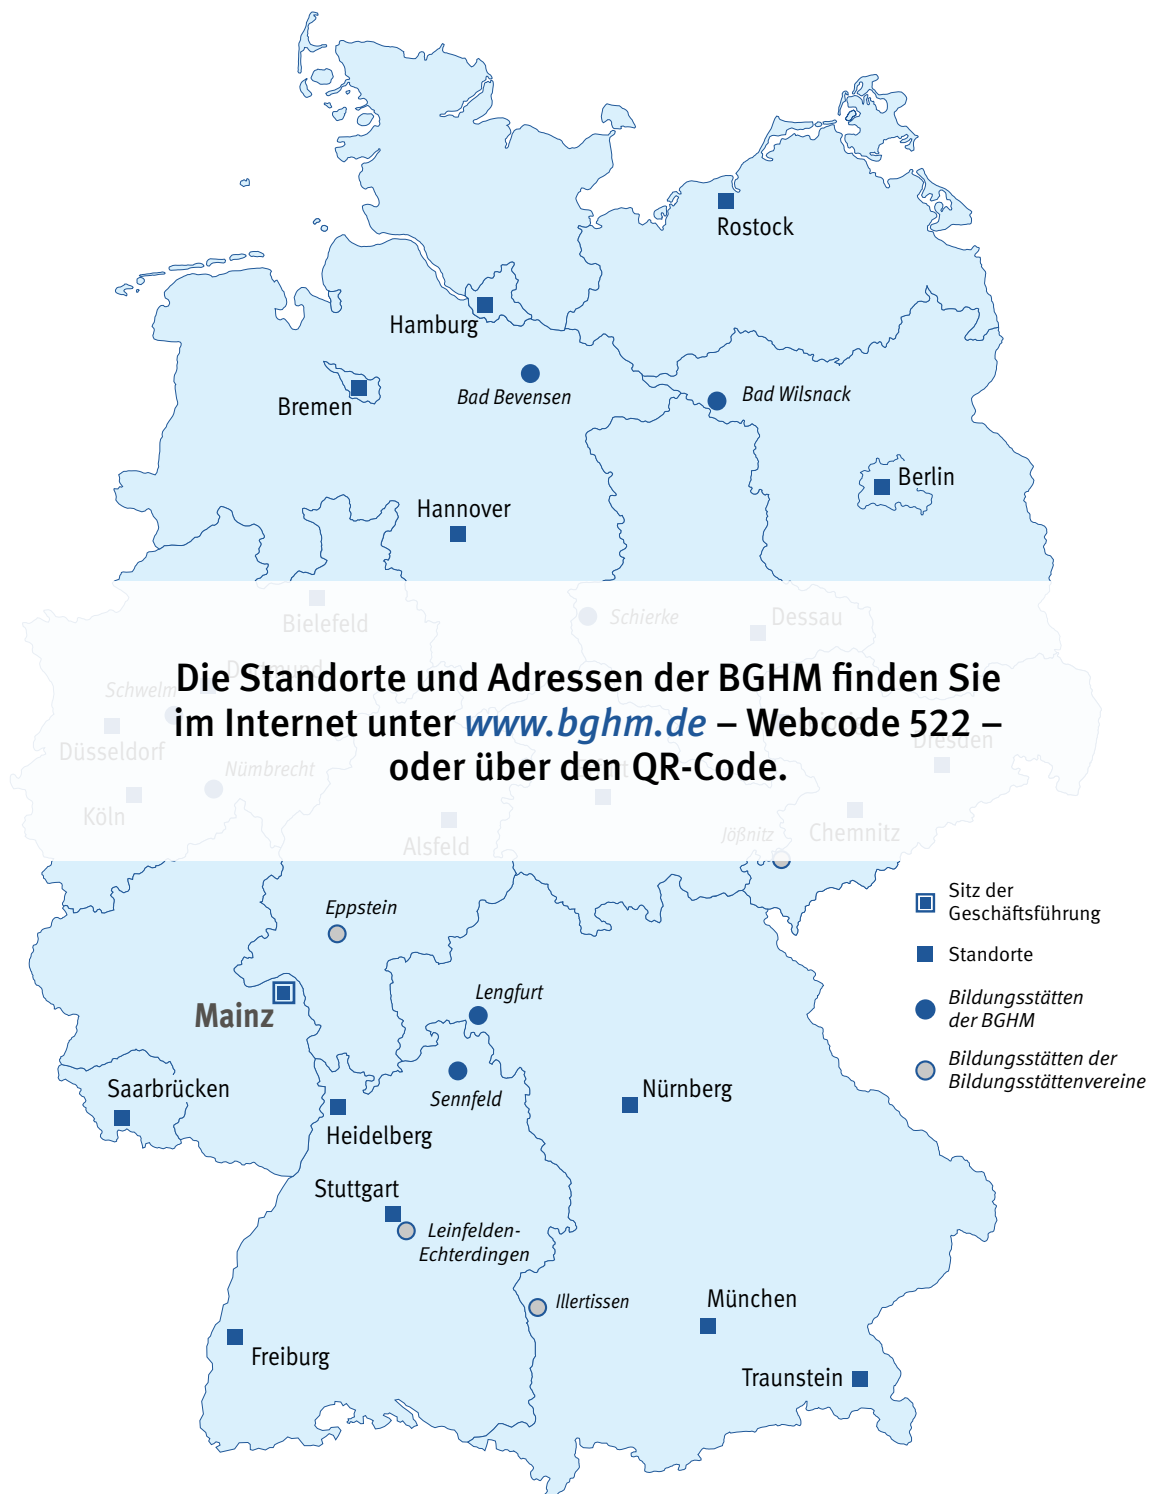 Rostock
Hamburg
Bad Bevensen
Bad Wilsnack
Bremen
Berlin
Hannover
Bielefeld
Schierke
Dessau
Dortmund
Schwelm
Die Standorte und Adressen der BGHM finden Sie
im Internet unter www.bghm.de – Webcode 522 –
oder über den QR-Code.
Düsseldorf
Dresden
Nümbrecht
Köln
Alsfeld
Jößnitz
Chemnitz
Sitz der
Geschäftsführung
Standorte
Bildungsstätten
der BGHM
Bildungsstätten der
Bildungsstättenvereine
Eppstein
Lengfurt
Mainz
Saarbrücken
Sennfeld
Nürnberg
Heidelberg
Stuttgart
Leinfelden-
Echterdingen
Illertissen
München
Freiburg
Traunstein